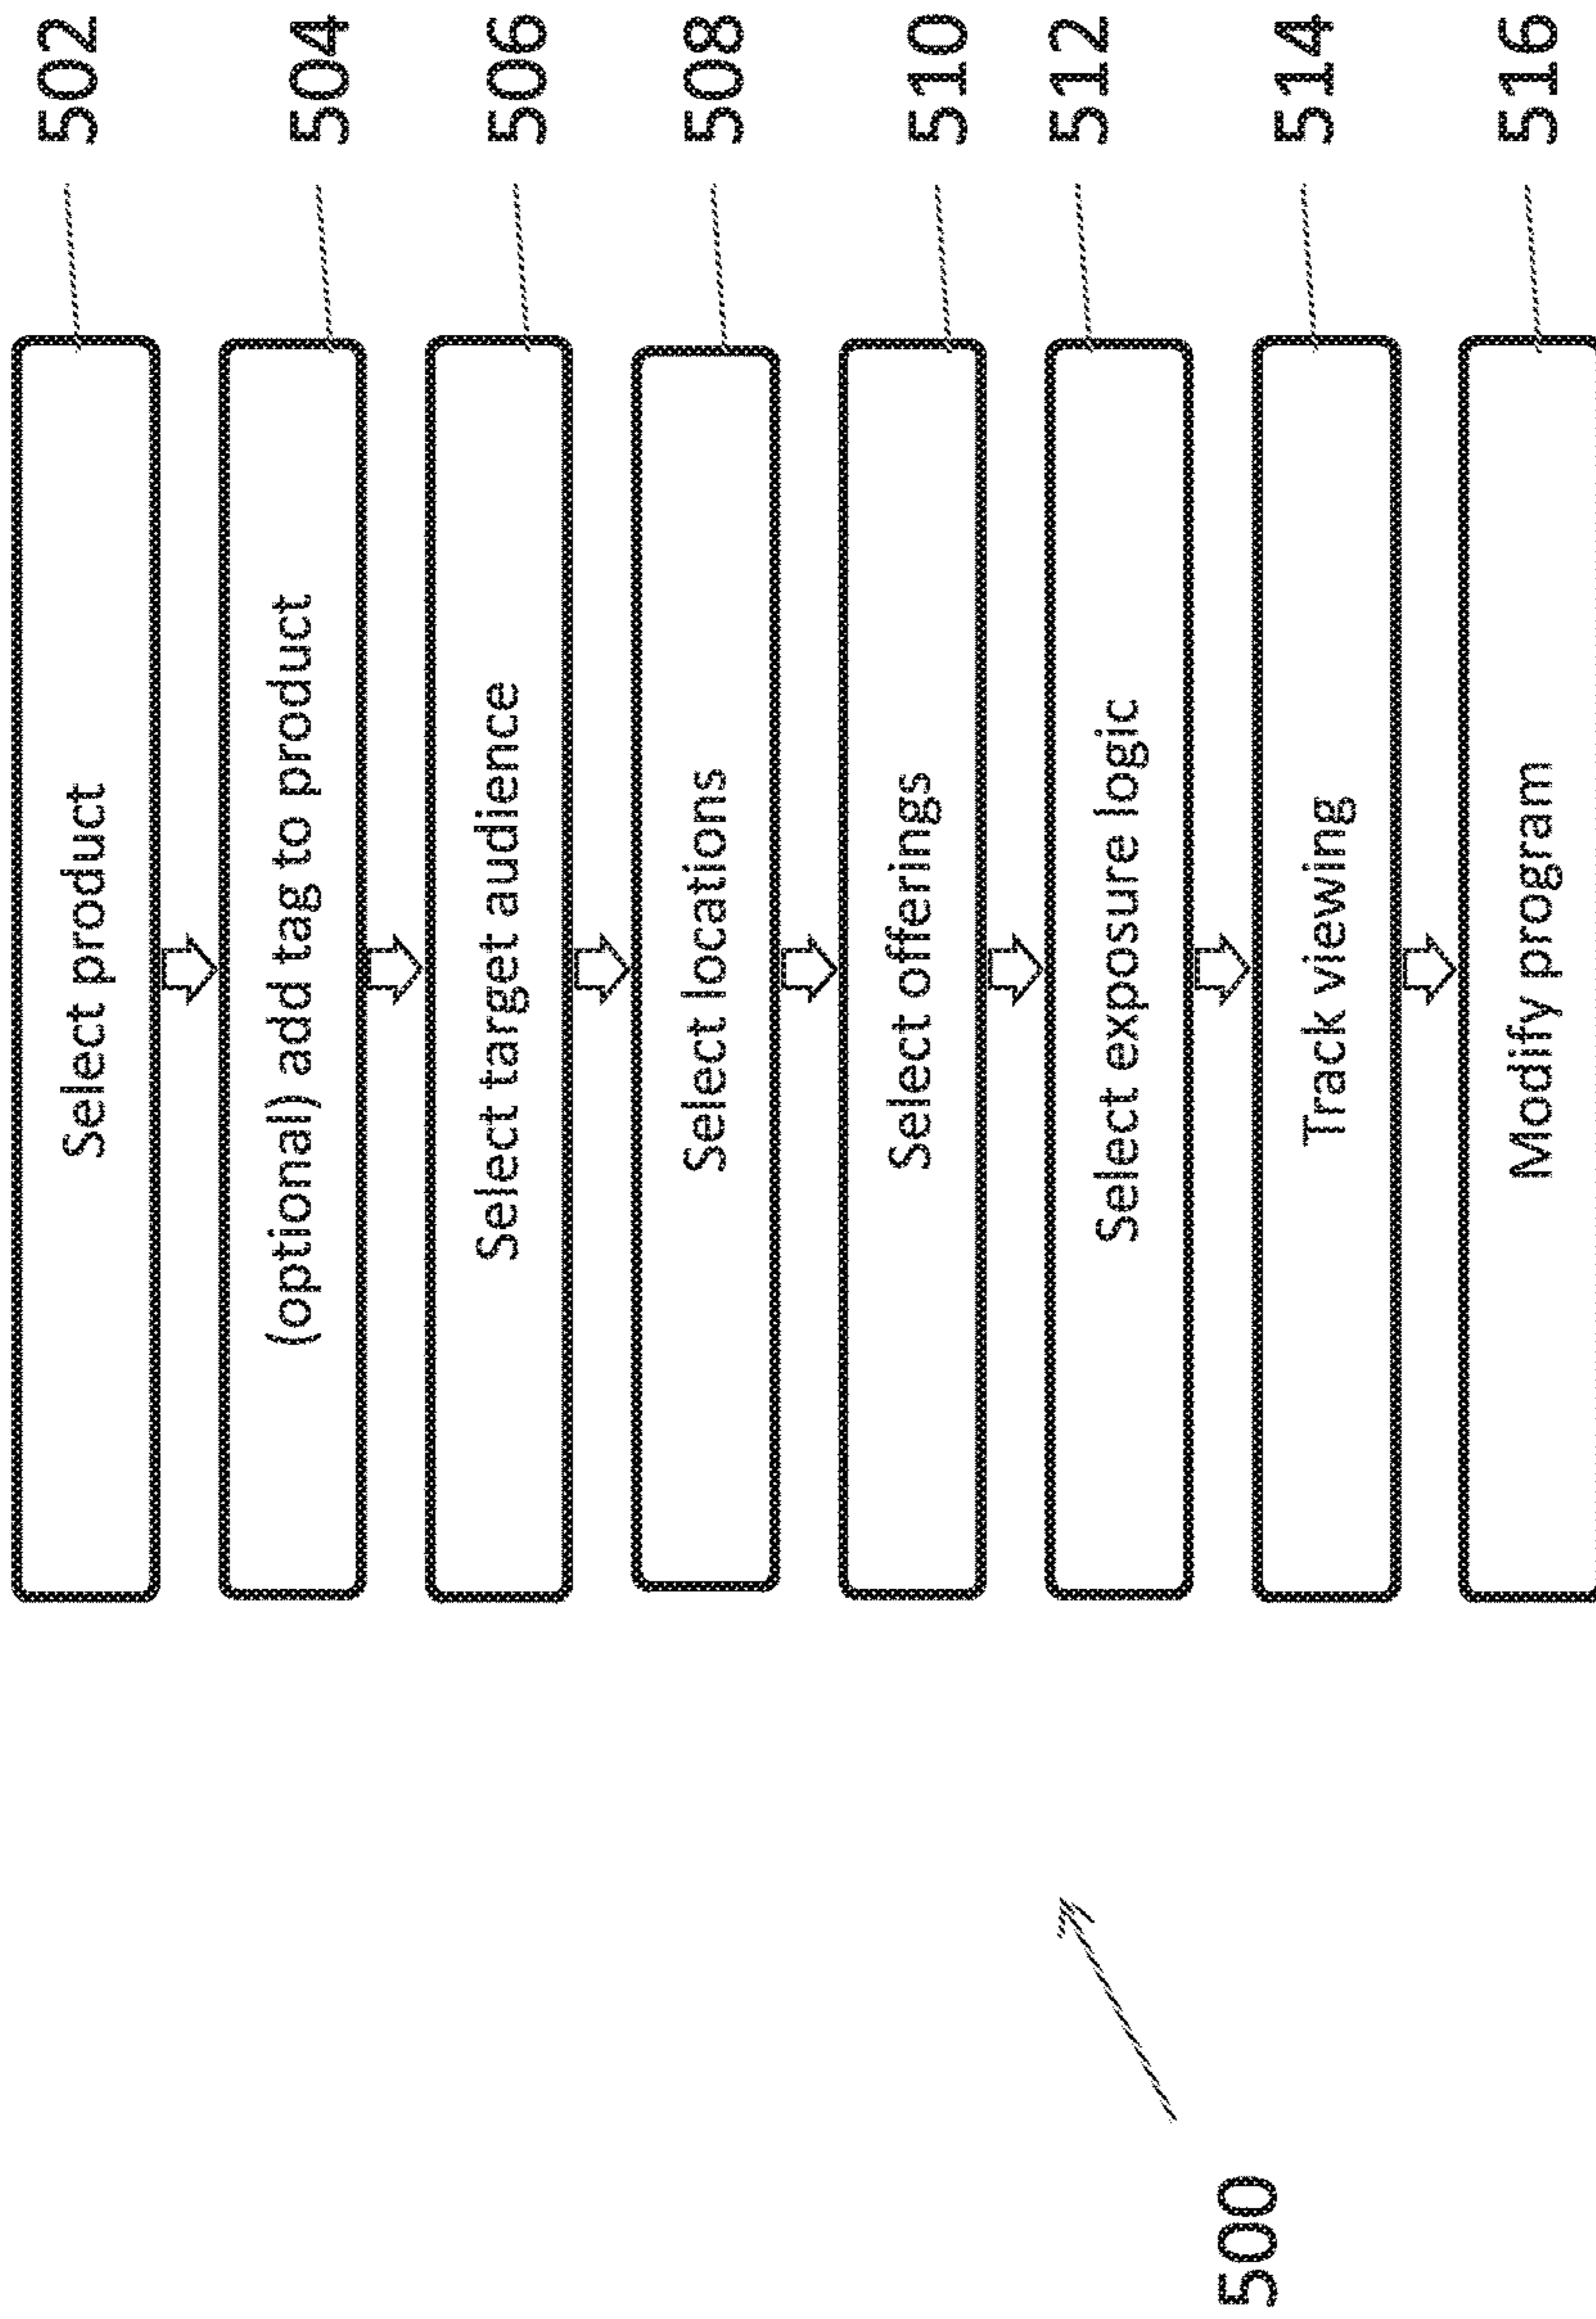 Select product
502
(optional) add tag to product
504
Select target audience
506
Select locations
508
Select offerings
510
Select exposure logic
512
Track viewing
514
Modify program
516
500